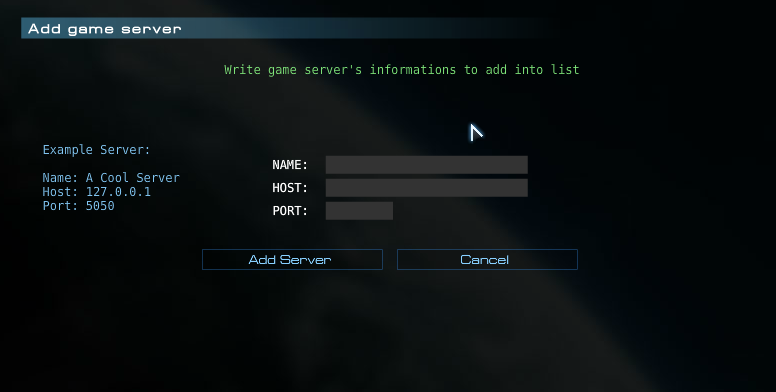 Add game server
Write game server's informations to add into list
Example Server:
Name: A Cool Server
Host: 127.0.0.1
Port: 5050
NAME:
HOST:
PORT:
Add Server
Cancel